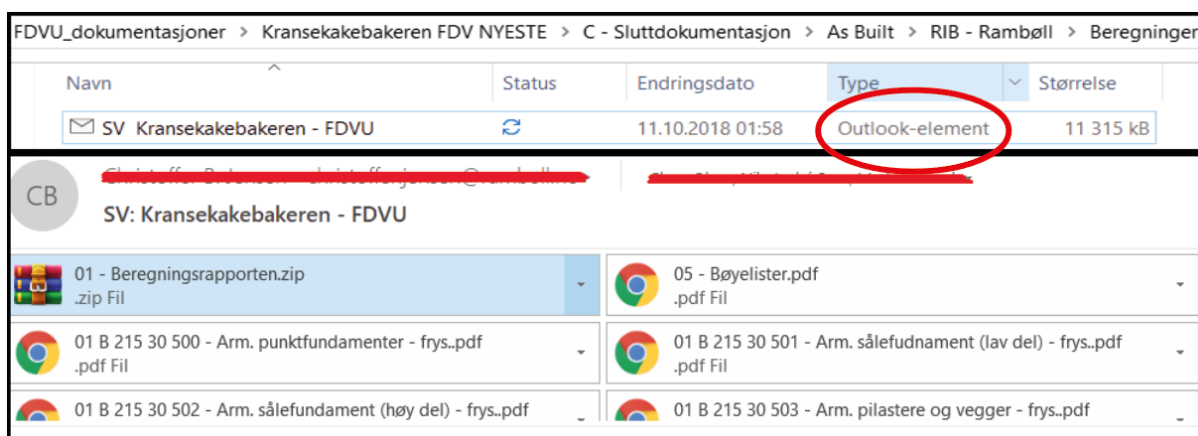 FDVU_dokumentasjoner > Kransekakebakeren FDV NYESTE > C - Sluttdokumentasjon > As Built > RIB - Rambøll > Beregninger
Navn Status Endringsdato Type Størrelse
SV Kransekakebakeren - FDVU 11.10.2018 01:58 Outlook-element 11 315 kB
CB
SV: Kransekakebakeren - FDVU
01 - Beregningsrapporten.zip
.zip Fil
05 - Bøyelister.pdf
.pdf Fil
01 B 215 30 500 - Arm. punktfundamenter - frys..pdf
.pdf Fil
01 B 215 30 501 - Arm. sålefudnament (lav del) - frys..pdf
.pdf Fil
01 B 215 30 502 - Arm. sålefundament (høy del) - frys..pdf
01 B 215 30 503 - Arm. pilastere og vegger - frys..pdf